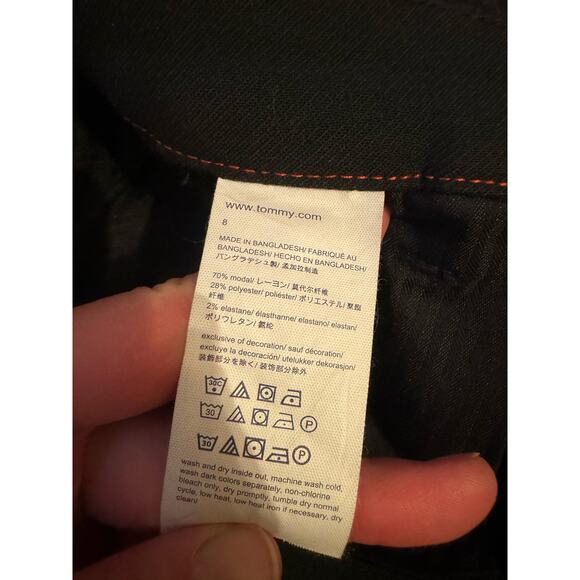 www.tommy.com
8
MADE IN BANGLADESH/ FABRIQUÉ AU
BANGLADESH/ HECHO EN BANGLADESH/
バングラデシュ製/ 孟加拉制造
70% modal/ レーヨン/ 莫代尔纤维
28% polyester/ poliéster/ ポリエステル/ 聚酯
纤维
2% elastane/ élasthanne/ elastano/ elastan/
ポリウレタン/ 氨纶
exclusive of decoration/ sauf décoration/
excluye la decoración/ utelukker dekorasjon/
装飾部分を除く/ 装饰部分除外
30C
30 P
30 P
wash and dry inside out, machine wash cold,
wash dark colors separately, non-chlorine
bleach only, dry promptly, tumble dry normal
cycle, low heat, low heat iron if necessary, dry
clean/